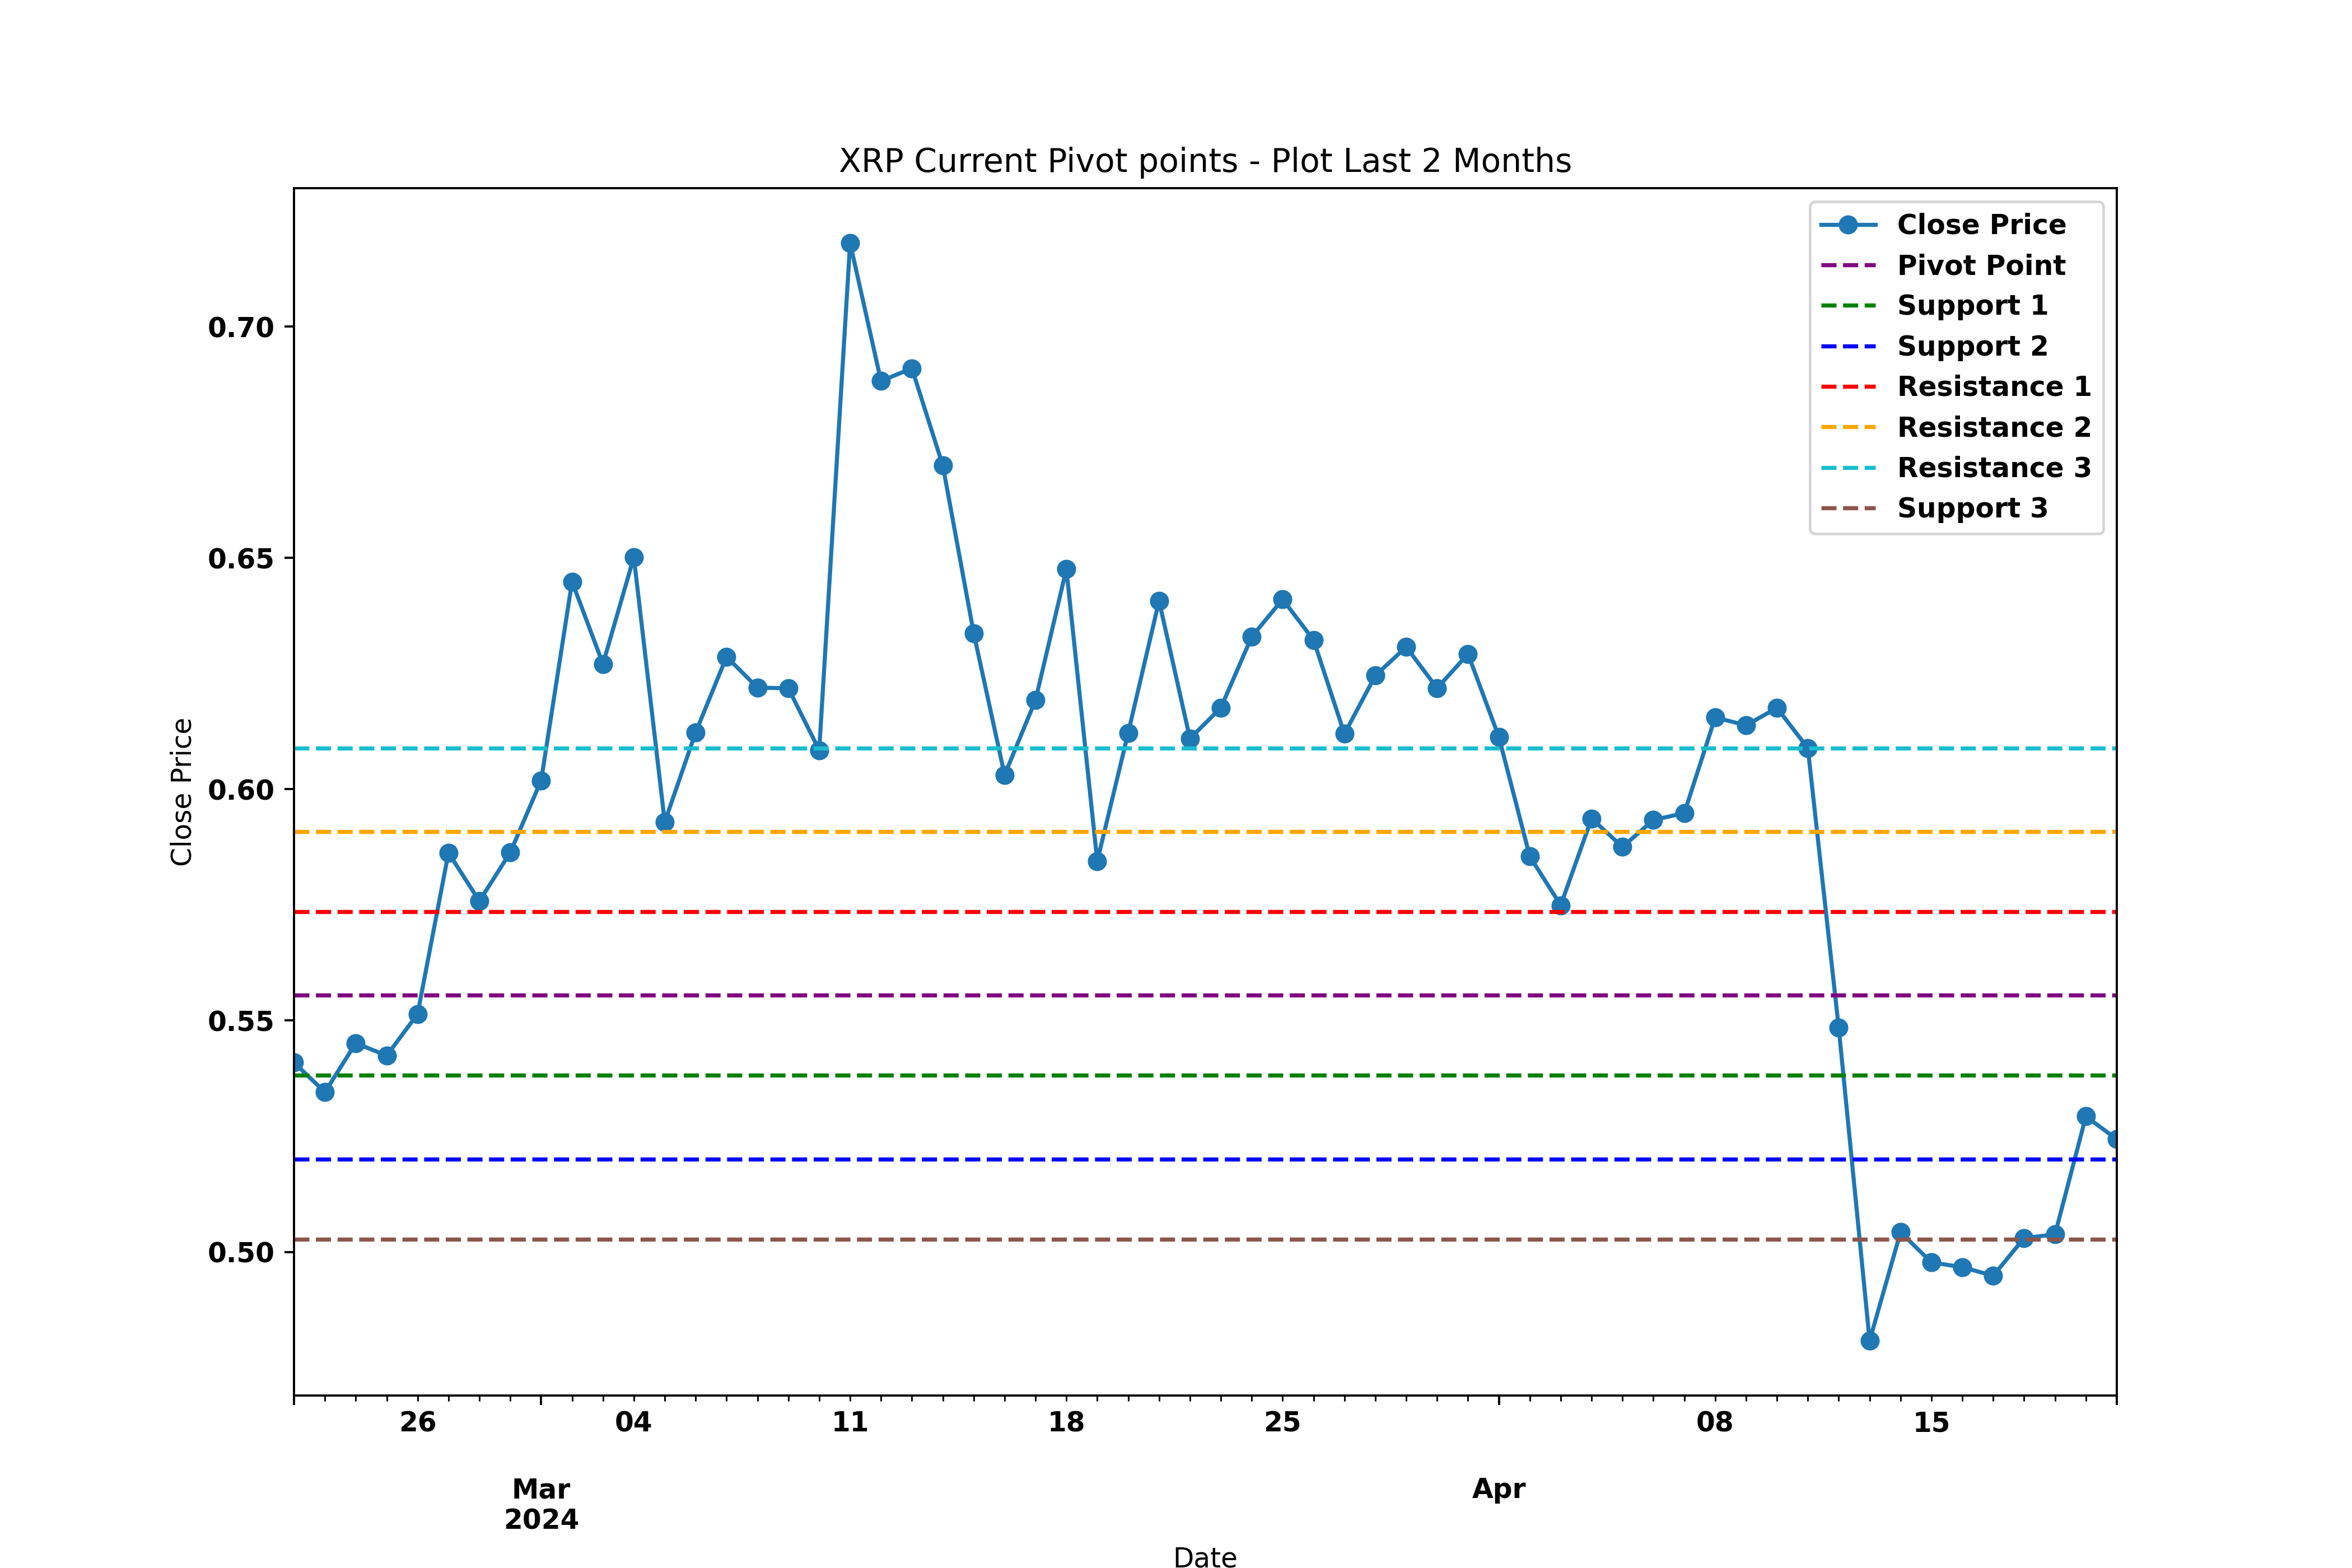 XRP Current Pivot points - Plot Last 2 Months
Close Price
Pivot Point
Support 1
Support 2
Resistance 1
Resistance 2
Resistance 3
Support 3
Close Price
0.70
0.65
0.60
0.55
0.50
26 04 11 18 25 08 15
Mar Apr
2024
Date